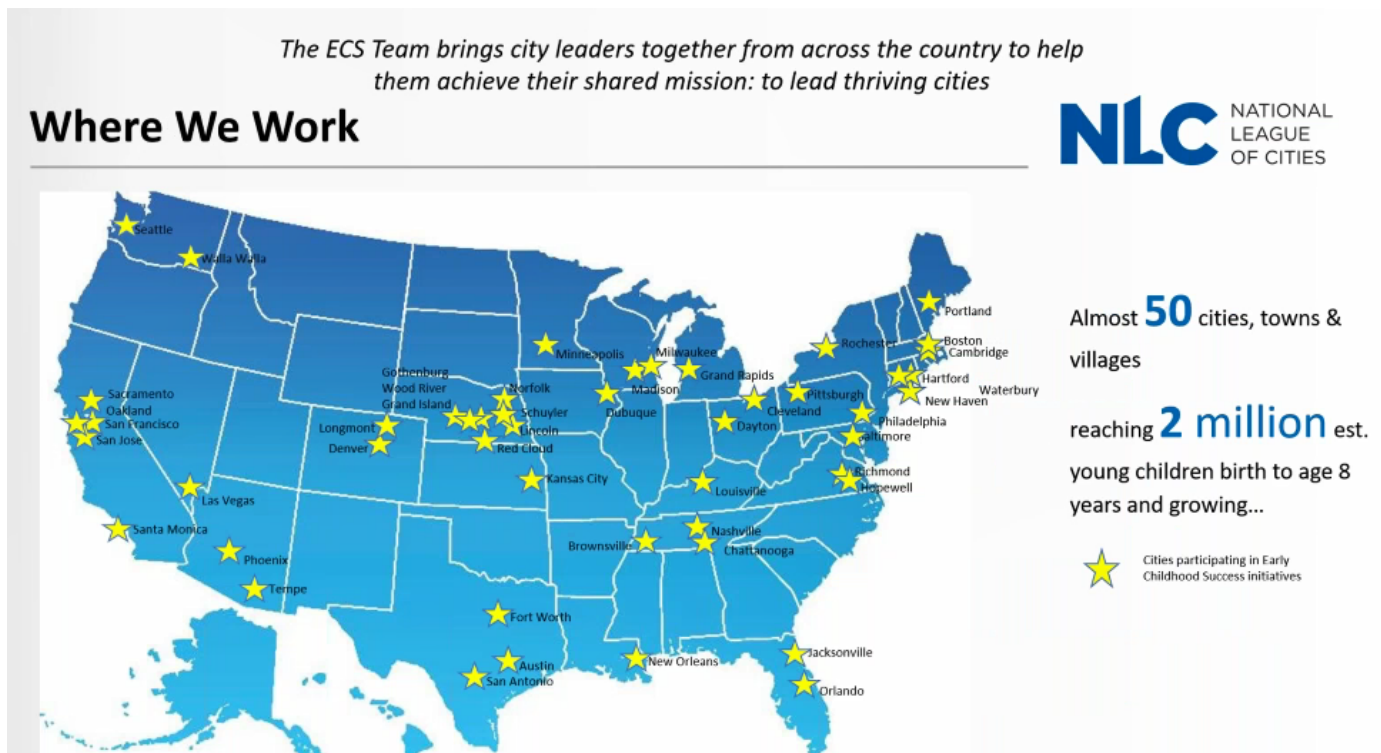 The ECS Team brings city leaders together from across the country to help
them achieve their shared mission: to lead thriving cities
Where We Work
NLC
NATIONAL
LEAGUE
OF CITIES
Seattle
Walla Walla
Portland
Boston
Cambridge
Rochester
Minneapolis
Milwaukee
Grand Rapids
Madison
Hartford
Waterbury
New Haven
Gothenburg
Wood River
Grand Island
Norfolk
Schuyler
Lincoln
Red Cloud
Dubuque
Pittsburgh
Cleveland
Dayton
Philadelphia
Baltimore
Sacramento
Oakland
San Francisco
San Jose
Longmont
Denver
Kansas City
Louisville
Richmond
Hopewell
Las Vegas
Santa Monica
Phoenix
Tempe
Brownsville
Nashville
Chattanooga
Fort Worth
Austin
San Antonio
New Orleans
Jacksonville
Orlando
Almost 50 cities, towns &
villages
reaching 2 million est.
young children birth to age 8
years and growing...
Cities participating in Early
Childhood Success initiatives